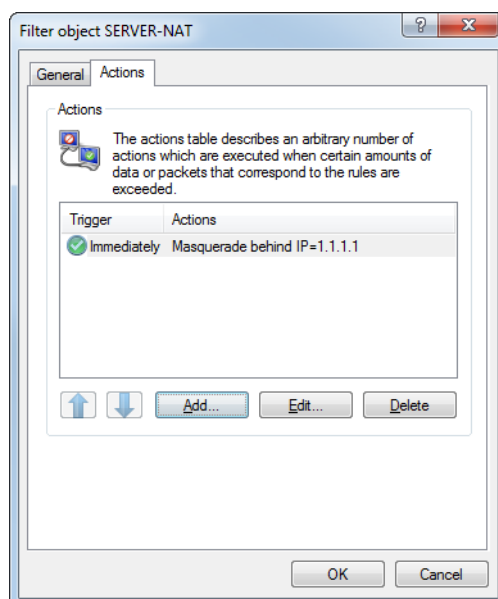 Filter object SERVER-NAT
General Actions
Actions
The actions table describes an arbitrary number of
actions which are executed when certain amounts of
data or packets that correspond to the rules are
exceeded.
Trigger Actions
Immediately Masquerade behind IP=1.1.1.1
Add... Edit... Delete
OK Cancel